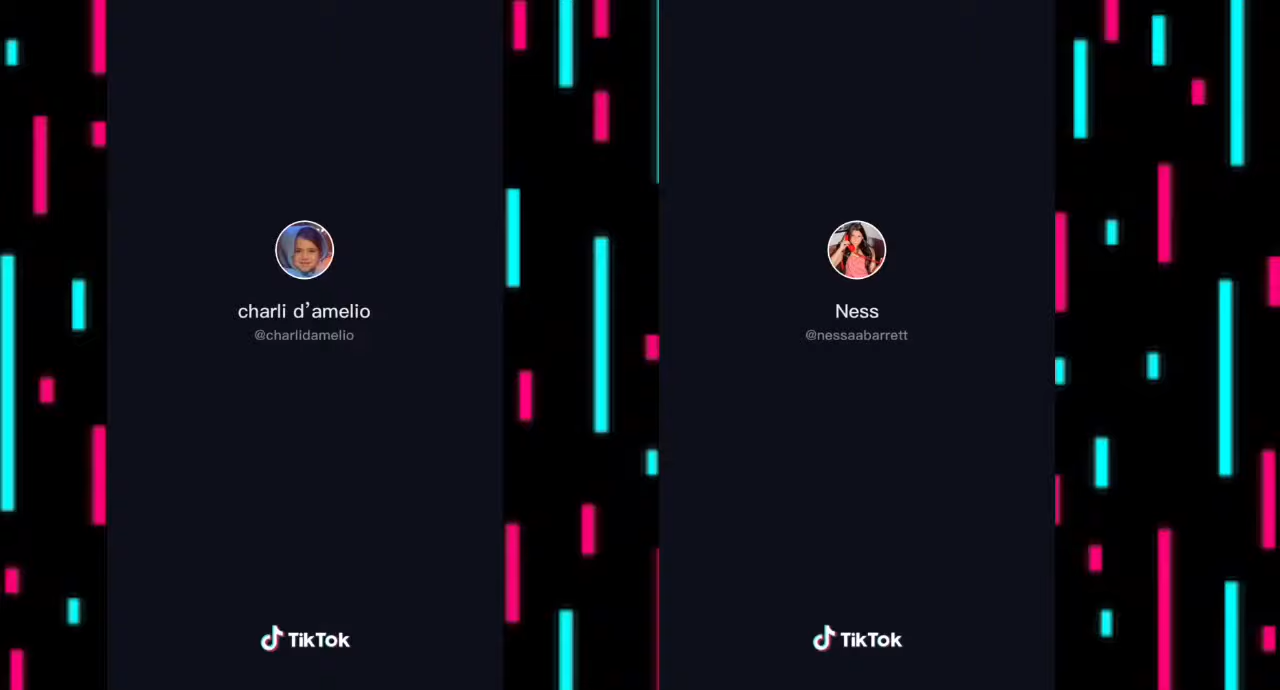 charli d’amelio
@charlidamelio
TikTok
Ness
@nessaabarrett
TikTok